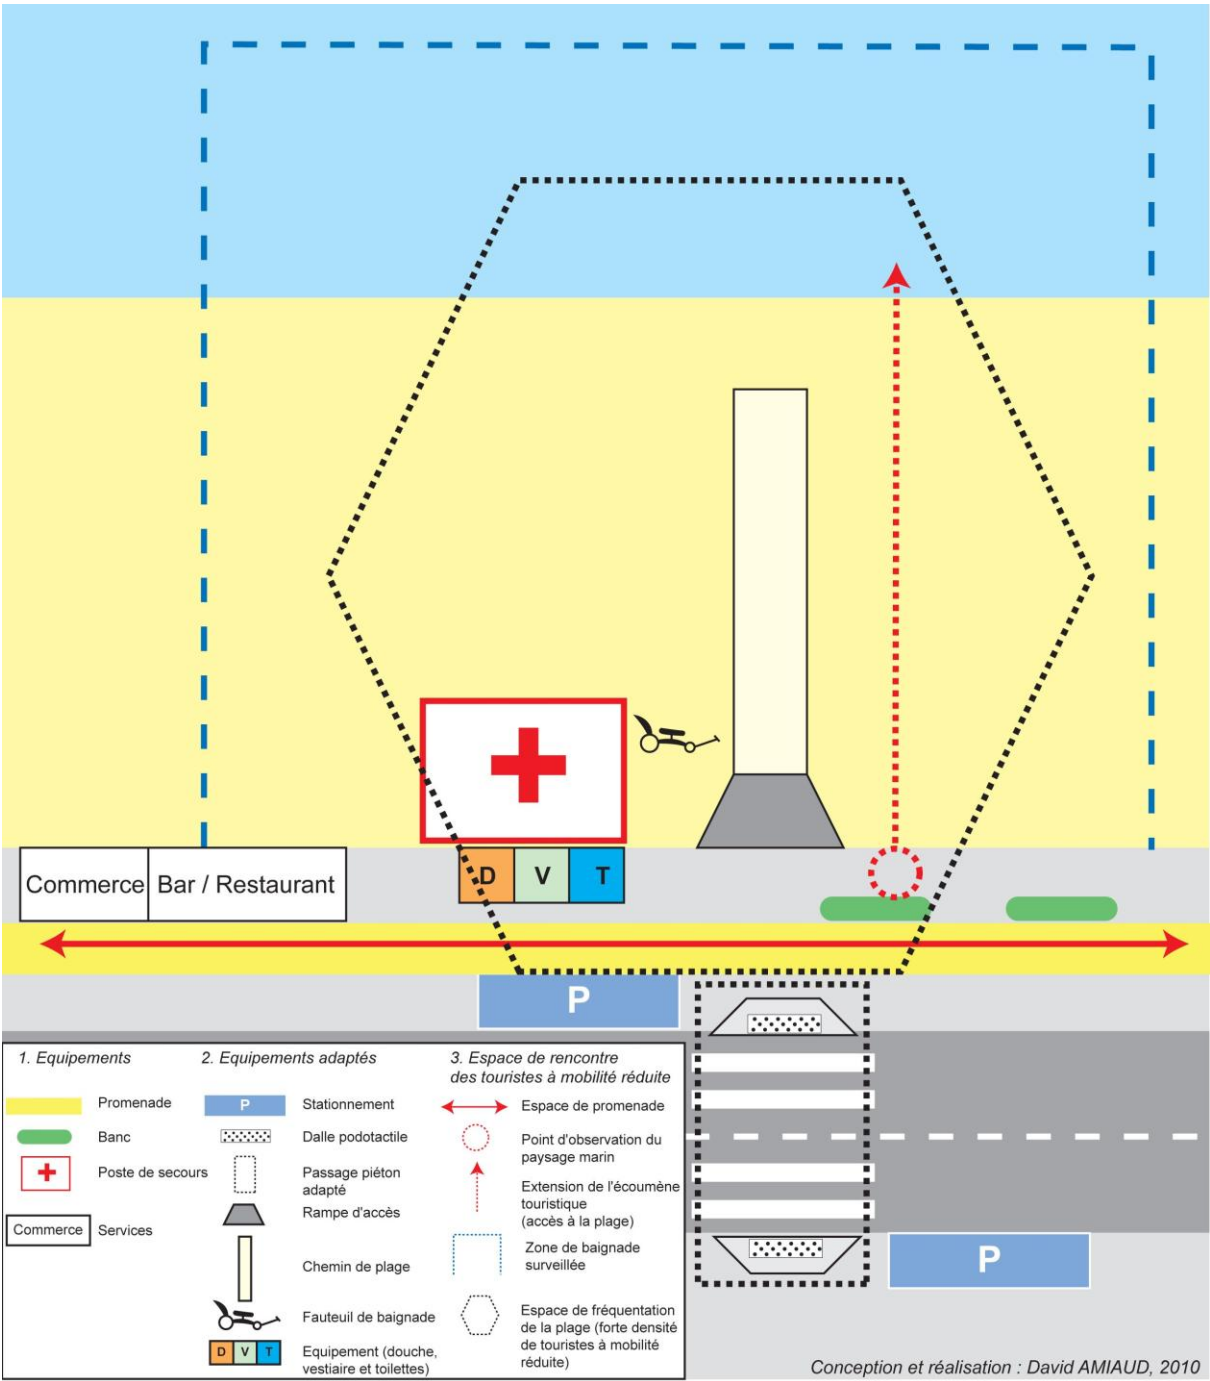 Commerce
Bar / Restaurant
D
V
T
P
P
1. Equipements
Promenade
Banc
Poste de secours
Commerce
Services
2. Equipements adaptés
P
Stationnement
Dalle podotactile
Passage piéton
adapté
Rampe d'accès
Chemin de plage
Fauteuil de baignade
D
V
T
Equipement (douche,
vestiaire et toilettes)
3. Espace de rencontre
des touristes à mobilité réduite
Espace de promenade
Point d'observation du
paysage marin
Extension de l'écoumène
touristique
(accès à la plage)
Zone de baignade
surveillée
Espace de fréquentation
de la plage (forte densité
de touristes à mobilité
réduite)
Conception et réalisation : David AMIAUD, 2010